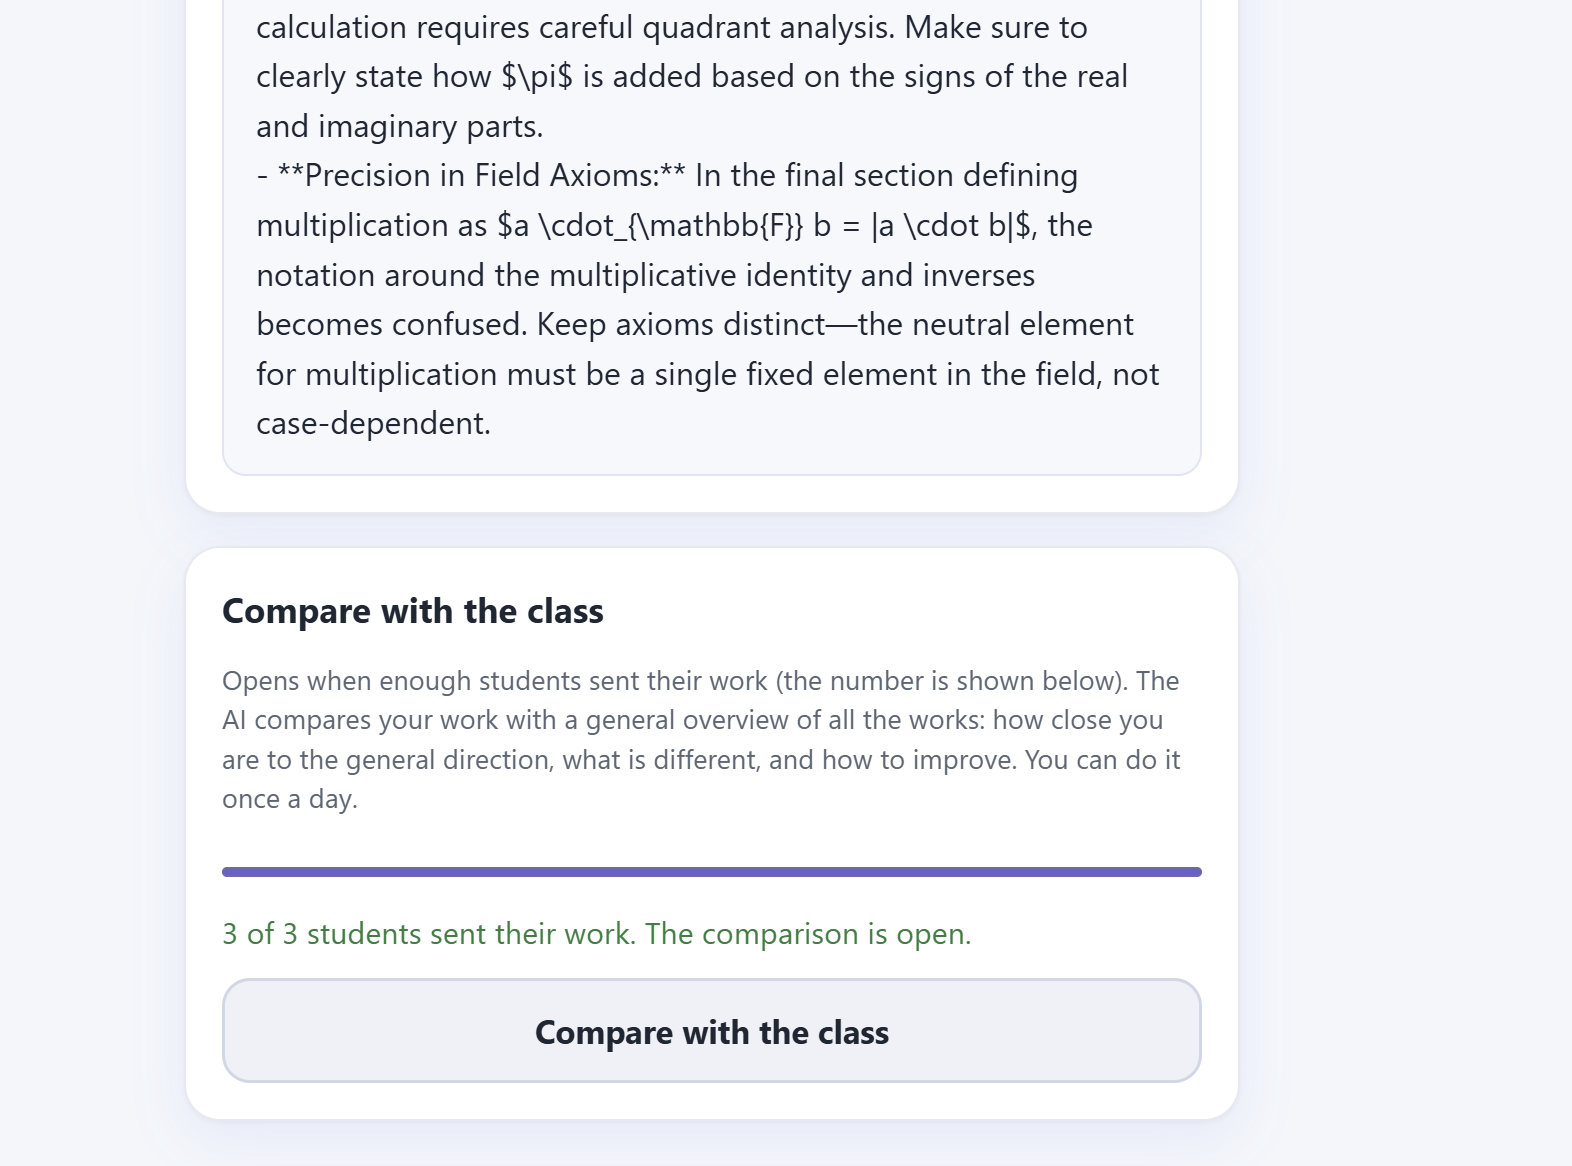 calculation requires careful quadrant analysis. Make sure to
clearly state how $\pi$ is added based on the signs of the real
and imaginary parts.
- **Precision in Field Axioms:** In the final section defining
multiplication as $a \cdot_{\mathbb{F}} b = |a \cdot b|$, the
notation around the multiplicative identity and inverses
becomes confused. Keep axioms distinct—the neutral element
for multiplication must be a single fixed element in the field, not
case-dependent.
Compare with the class
Opens when enough students sent their work (the number is shown below). The
AI compares your work with a general overview of all the works: how close you
are to the general direction, what is different, and how to improve. You can do it
once a day.
3 of 3 students sent their work. The comparison is open.
Compare with the class